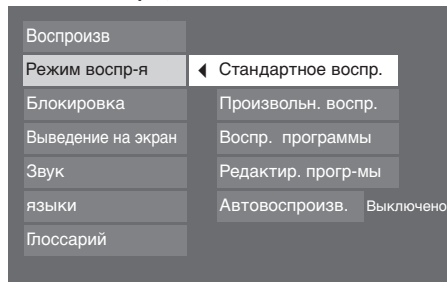 Воспроизв
Режим воспр-я Стандартное воспр.
Блокировка Произвольн. воспр.
Выведение на экран Воспр. программы
Звук Редактир. прогр-мы
языки Автовоспроизв. Выключено
Глоссарий